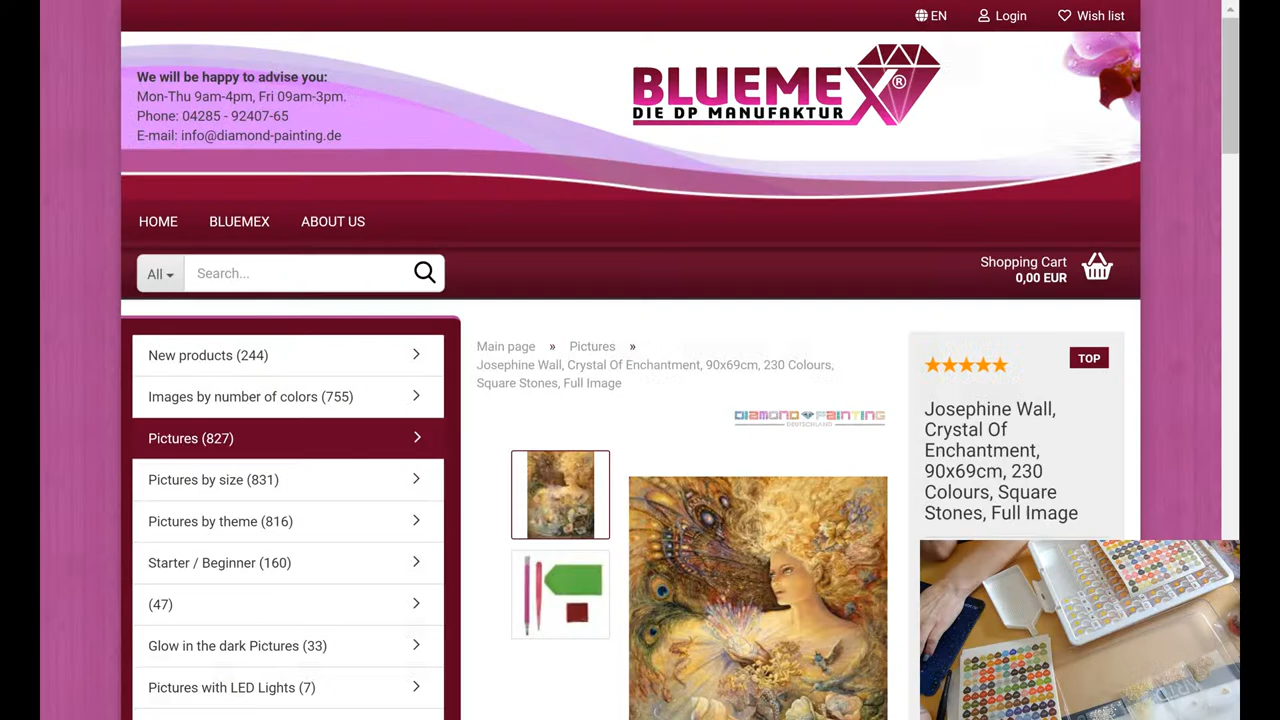 EN Login Wish list
We will be happy to advise you:
Mon-Thu 9am-4pm, Fri 09am-3pm.
Phone: 04285 - 92407-65
E-mail: info@diamond-painting.de
BLUEMEX®
DIE DP MANUFAKTUR
HOME BLUEMEX ABOUT US
All Search...
Shopping Cart
0,00 EUR
New products (244)
Images by number of colors (755)
Pictures (827)
Pictures by size (831)
Pictures by theme (816)
Starter / Beginner (160)
(47)
Glow in the dark Pictures (33)
Pictures with LED Lights (7)
Main page » Pictures »
Josephine Wall, Crystal Of Enchantment, 90x69cm, 230 Colours,
Square Stones, Full Image
DIAMOND PAINTING
DEUTSCHLAND
TOP
Josephine Wall,
Crystal Of
Enchantment,
90x69cm, 230
Colours, Square
Stones, Full Image